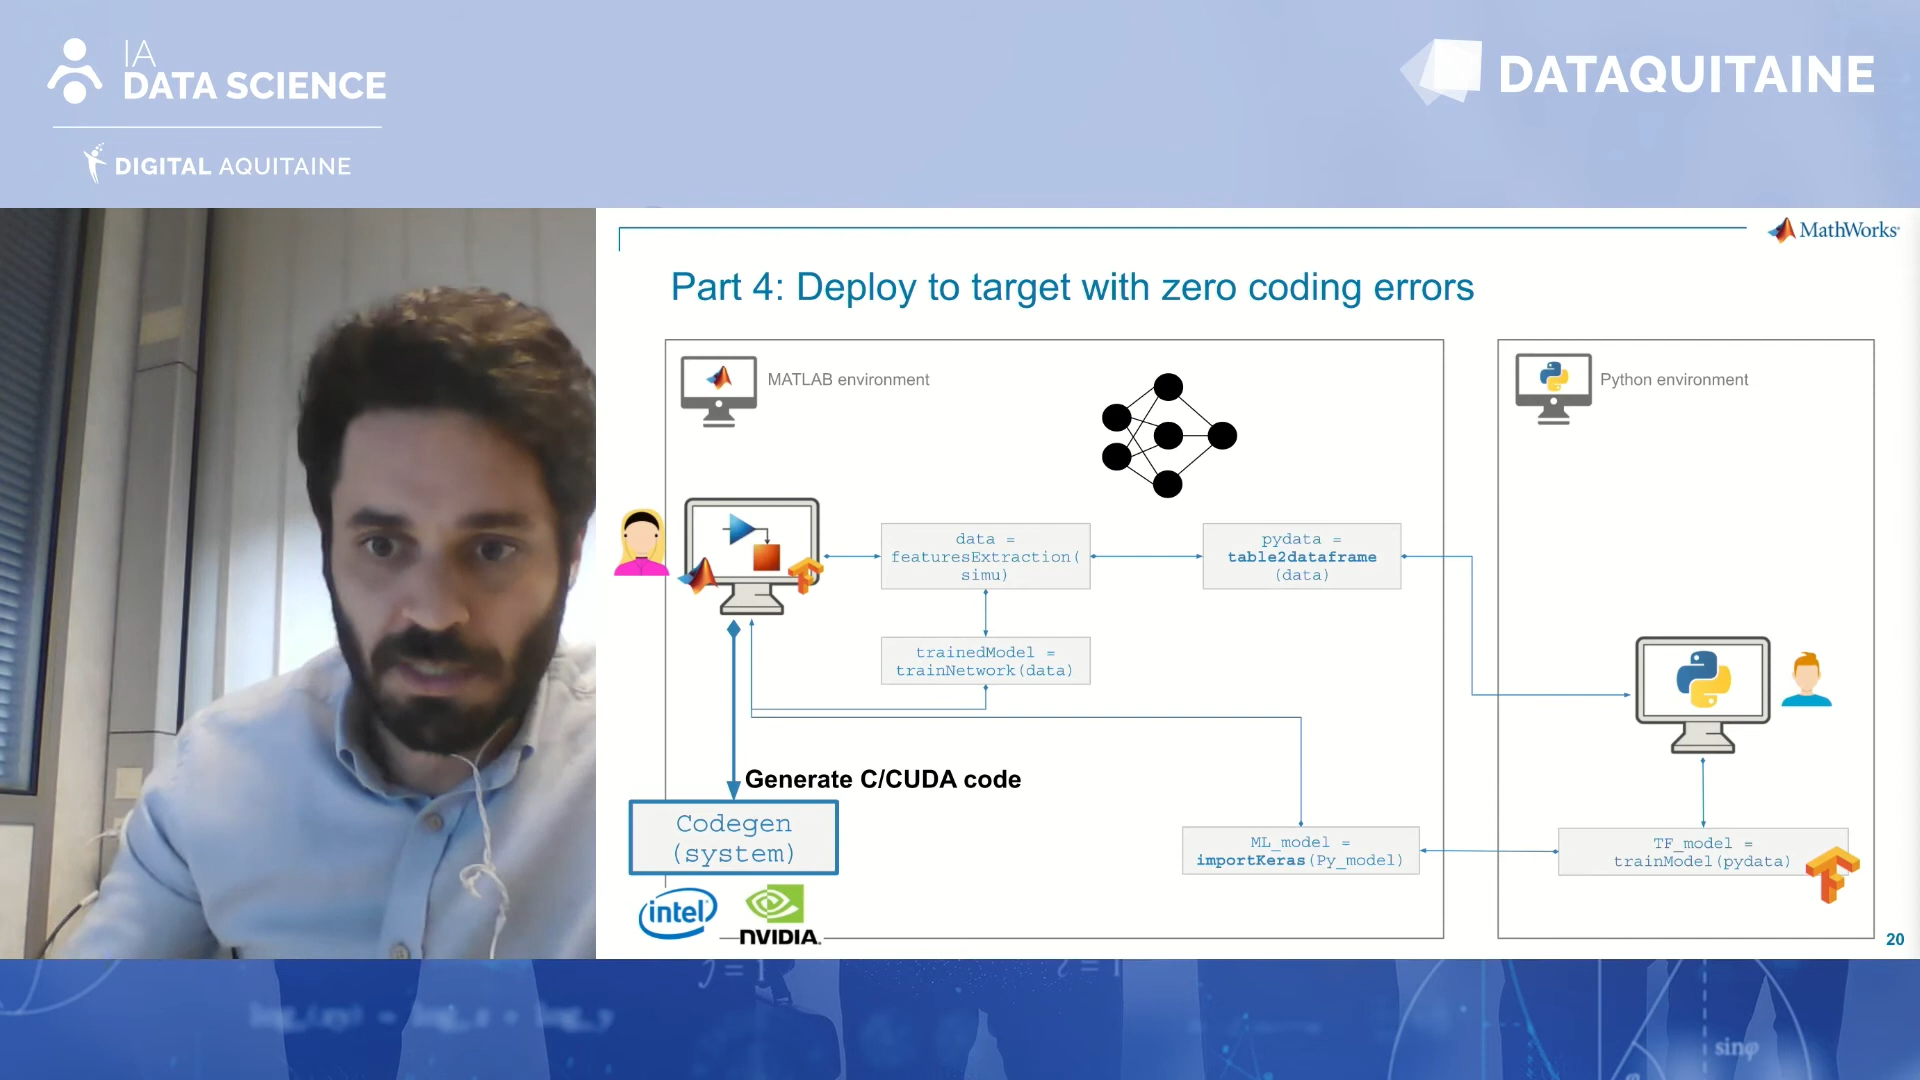 IA
DATA SCIENCE
DIGITAL AQUITAINE
DATAQUITAINE
MathWorks
Part 4: Deploy to target with zero coding errors
MATLAB environment
Python environment
data =
featuresExtraction(
simu)
pydata =
table2dataframe
(data)
trainedModel =
trainNetwork(data)
Generate C/CUDA code
Codegen
(system)
ML_model =
importKeras(Py_model)
TF_model =
trainModel(pydata)
intel
NVIDIA.
20
sinφ